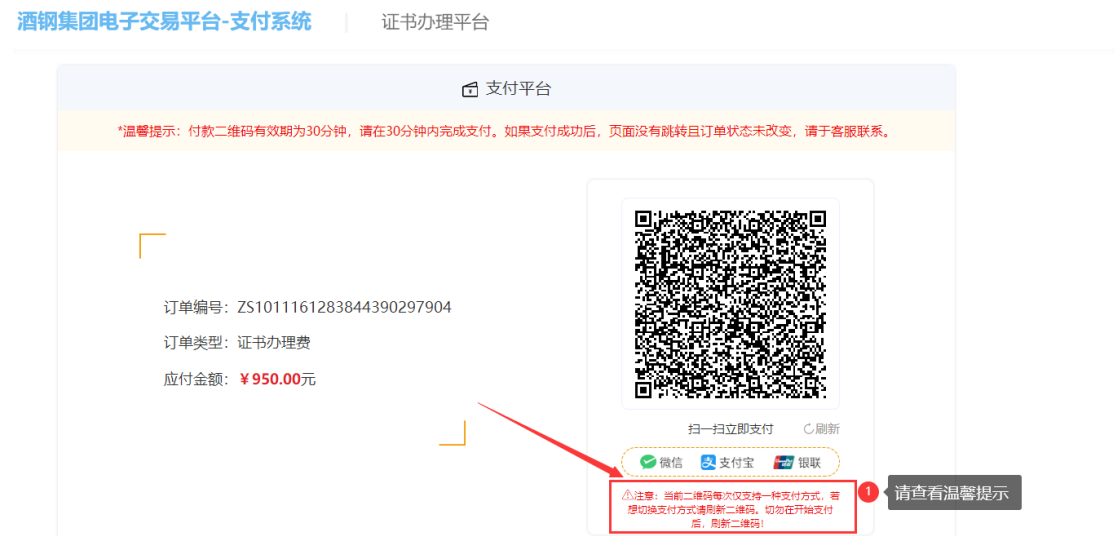 酒钢集团电子交易平台-支付系统
证书办理平台
支付平台
*温馨提示：付款二维码有效期为30分钟，请在30分钟内完成支付。如果支付成功后，页面没有跳转且订单状态未改变，请于客服联系。
订单编号：ZS1011161283844390297904
订单类型：证书办理费
应付金额：￥950.00元
扫一扫立即支付 刷新
微信 支付宝 银联
注意：当前二维码每次仅支持一种支付方式，若
想切换支付方式请刷新二维码。切勿在开始支付
后，刷新二维码！
1 请查看温馨提示